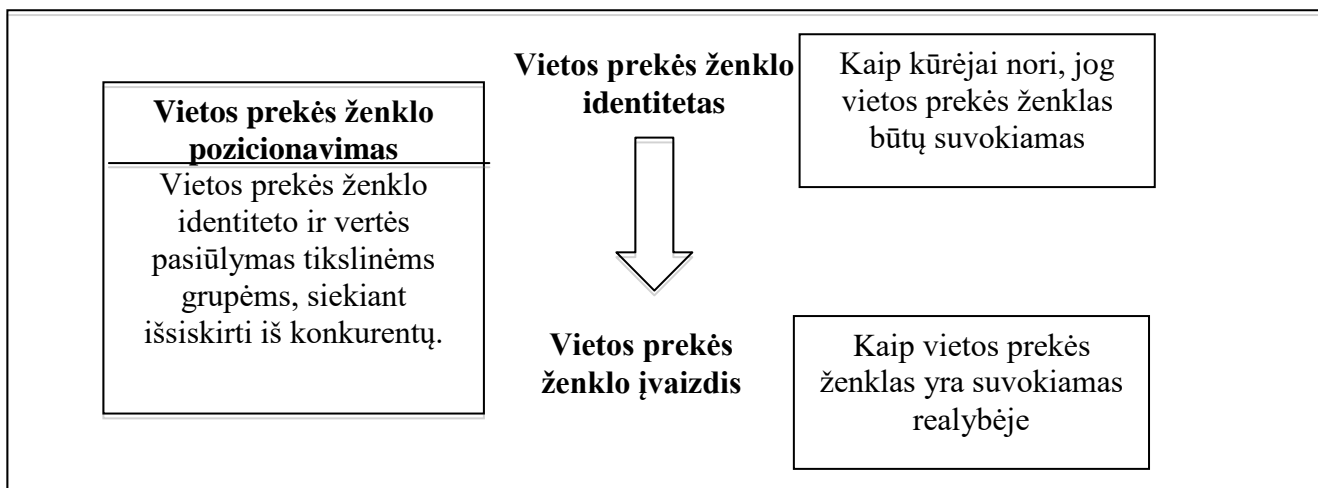 Vietos prekės ženklo
pozicionavimas
Vietos prekės ženklo
identiteto ir vertės
pasiūlymas tikslinėms
grupėms, siekiant
išsiskirti iš konkurentų.
Vietos prekės ženklo
identitetas
Kaip kūrėjai nori, jog
vietos prekės ženklas
būtų suvokiamas
Vietos prekės
ženklo įvaizdis
Kaip vietos prekės
ženklas yra suvokiamas
realybėje